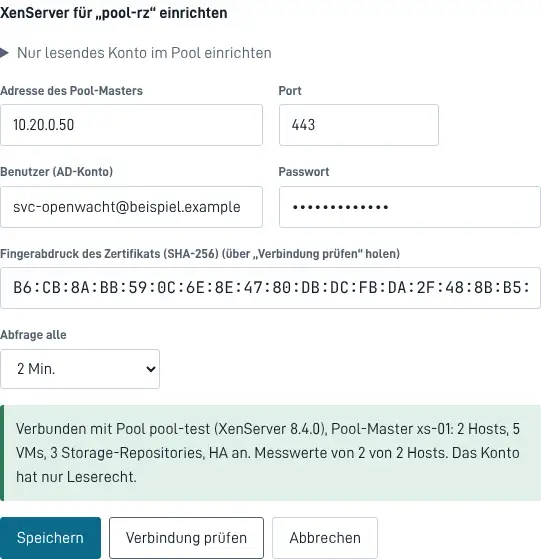 XenServer für „pool-rz“ einrichten
Nur lesendes Konto im Pool einrichten
Adresse des Pool-Masters
Port
10.20.0.50
443
Benutzer (AD-Konto)
Passwort
svc-openwacht@beispiel.example
•••••••••••••
Fingerabdruck des Zertifikats (SHA-256) (über „Verbindung prüfen“ holen)
B6:CB:8A:BB:59:0C:6E:8E:47:80:DB:DC:FB:DA:2F:48:8B:B5:
Abfrage alle
2 Min.
Verbunden mit Pool pool-test (XenServer 8.4.0), Pool-Master xs-01: 2 Hosts, 5
VMs, 3 Storage-Repositories, HA an. Messwerte von 2 von 2 Hosts. Das Konto
hat nur Leserecht.
Speichern
Verbindung prüfen
Abbrechen